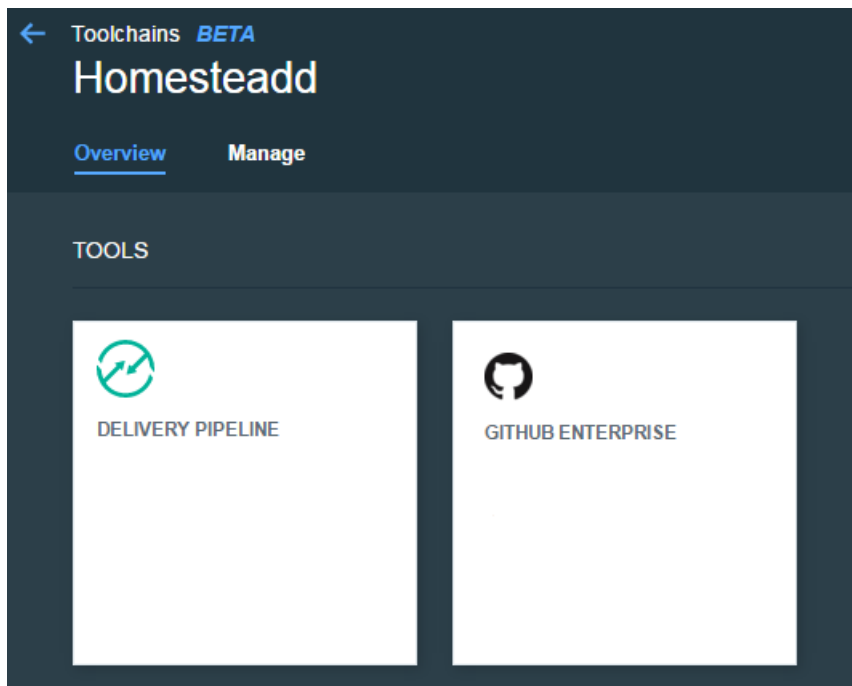 Toolchains BETA
Homesteadd
Overview Manage
TOOLS
DELIVERY PIPELINE
GITHUB ENTERPRISE